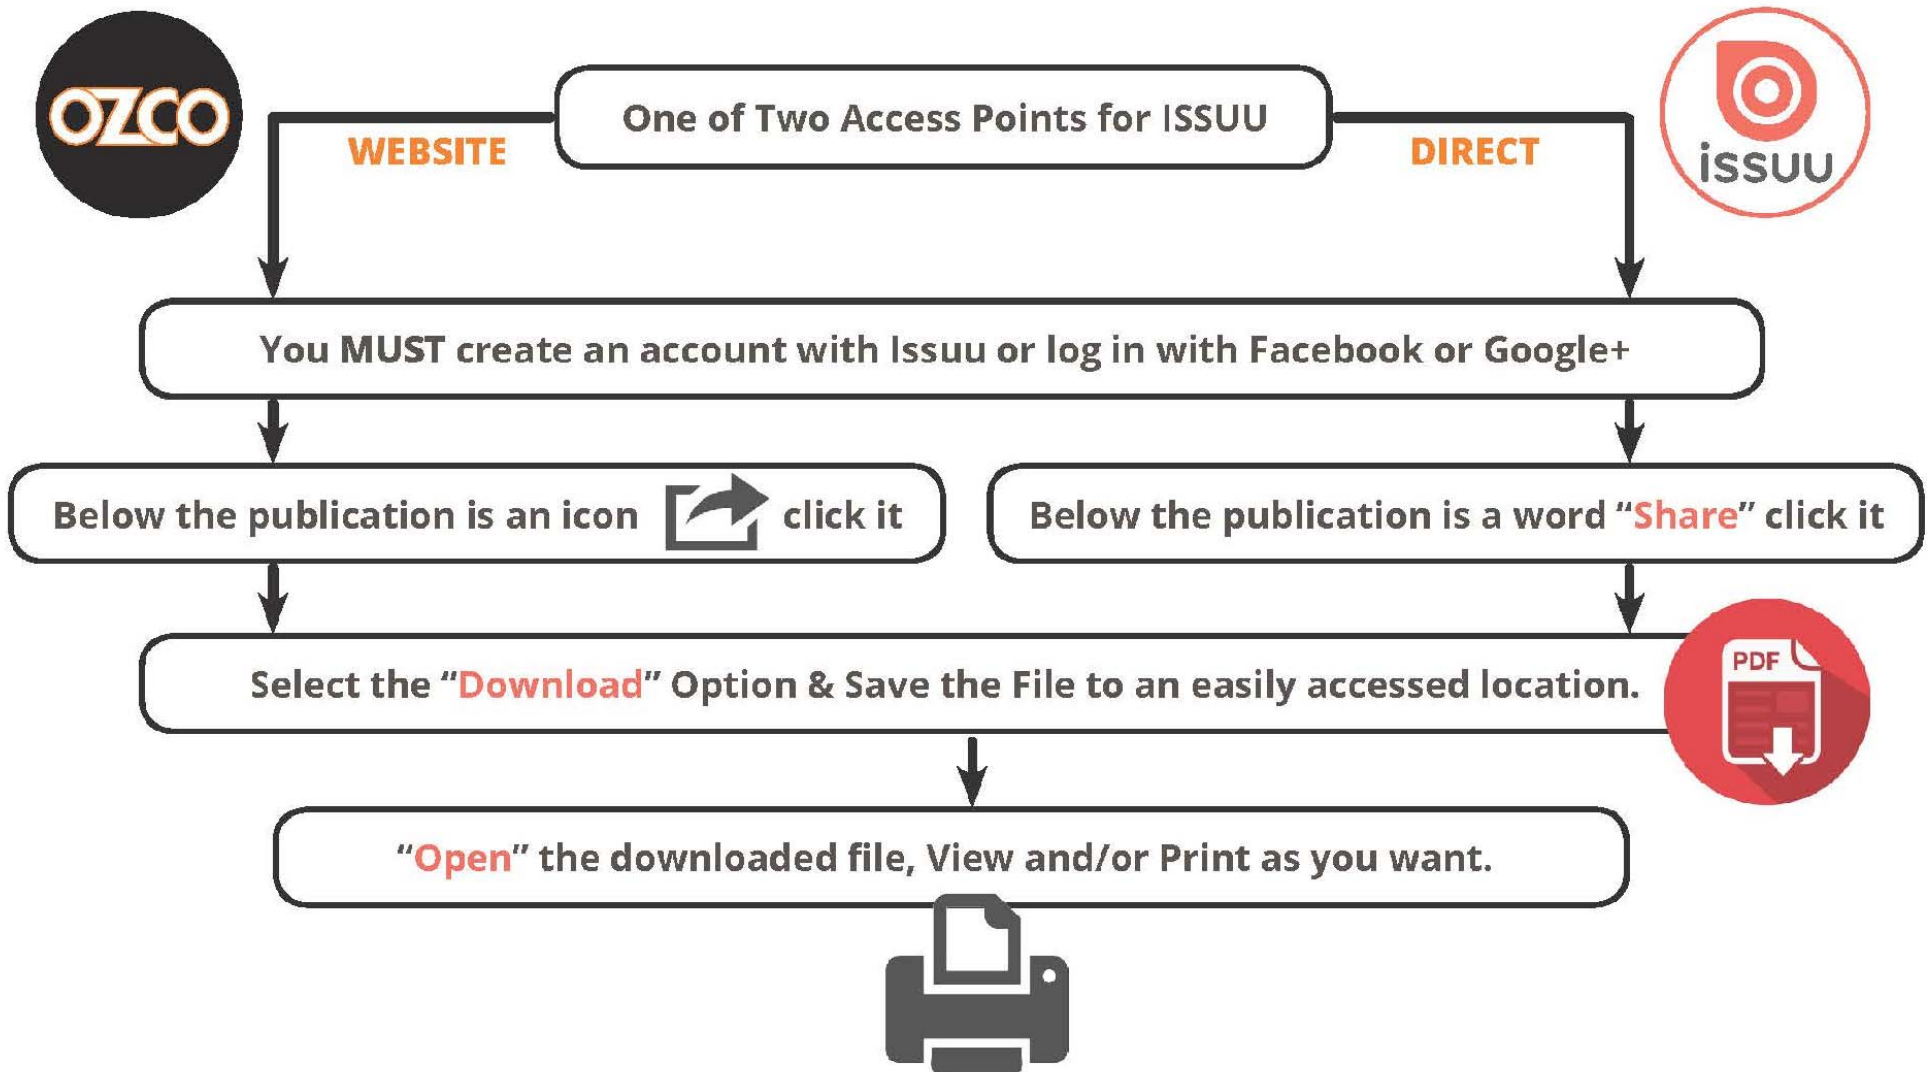 OZCO
One of Two Access Points for ISSUU
issuu
WEBSITE
DIRECT
You MUST create an account with Issuu or log in with Facebook or Google+
Below the publication is an icon click it
Below the publication is a word “Share” click it
Select the “Download” Option & Save the File to an easily accessed location.
PDF
“Open” the downloaded file, View and/or Print as you want.